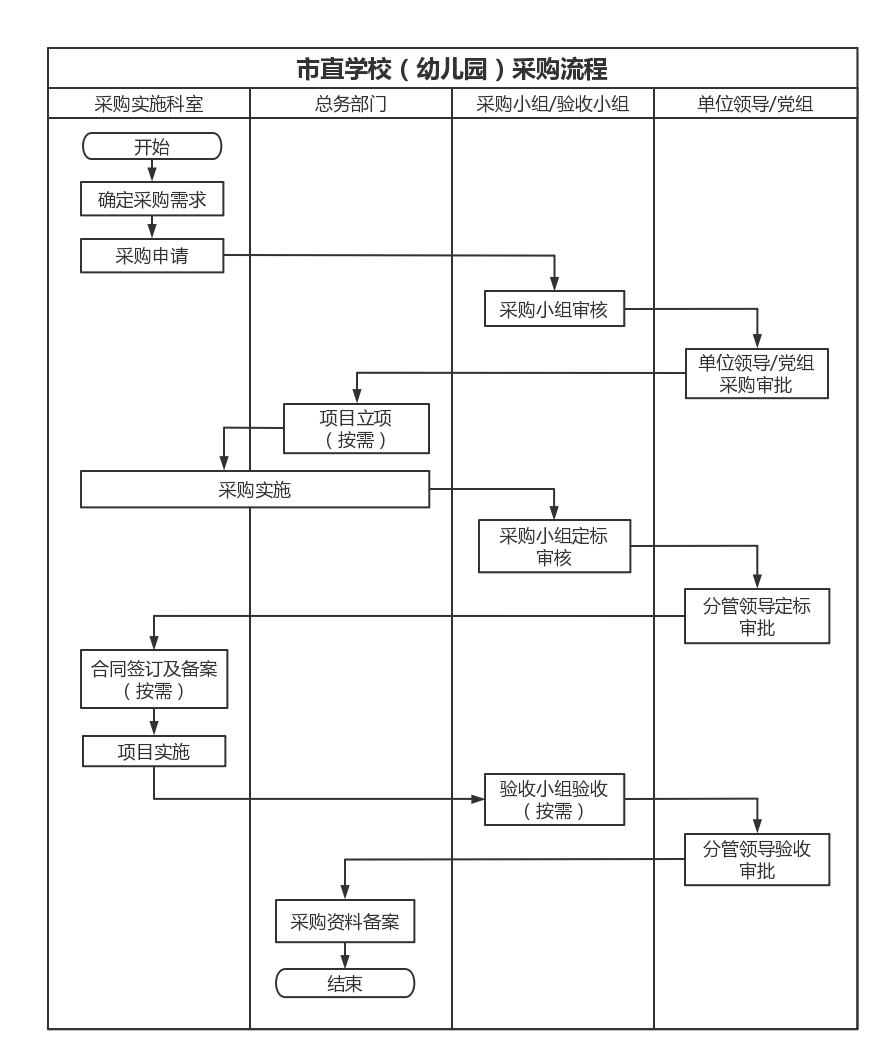 市直学校（幼儿园）采购流程
采购实施科室
总务部门
采购小组/验收小组
单位领导/党组
开始
确定采购需求
采购申请
采购小组审核
单位领导/党组
采购审批
项目立项
（按需）
采购实施
采购小组定标
审核
分管领导定标
审批
合同签订及备案
（按需）
项目实施
验收小组验收
（按需）
分管领导验收
审批
采购资料备案
结束